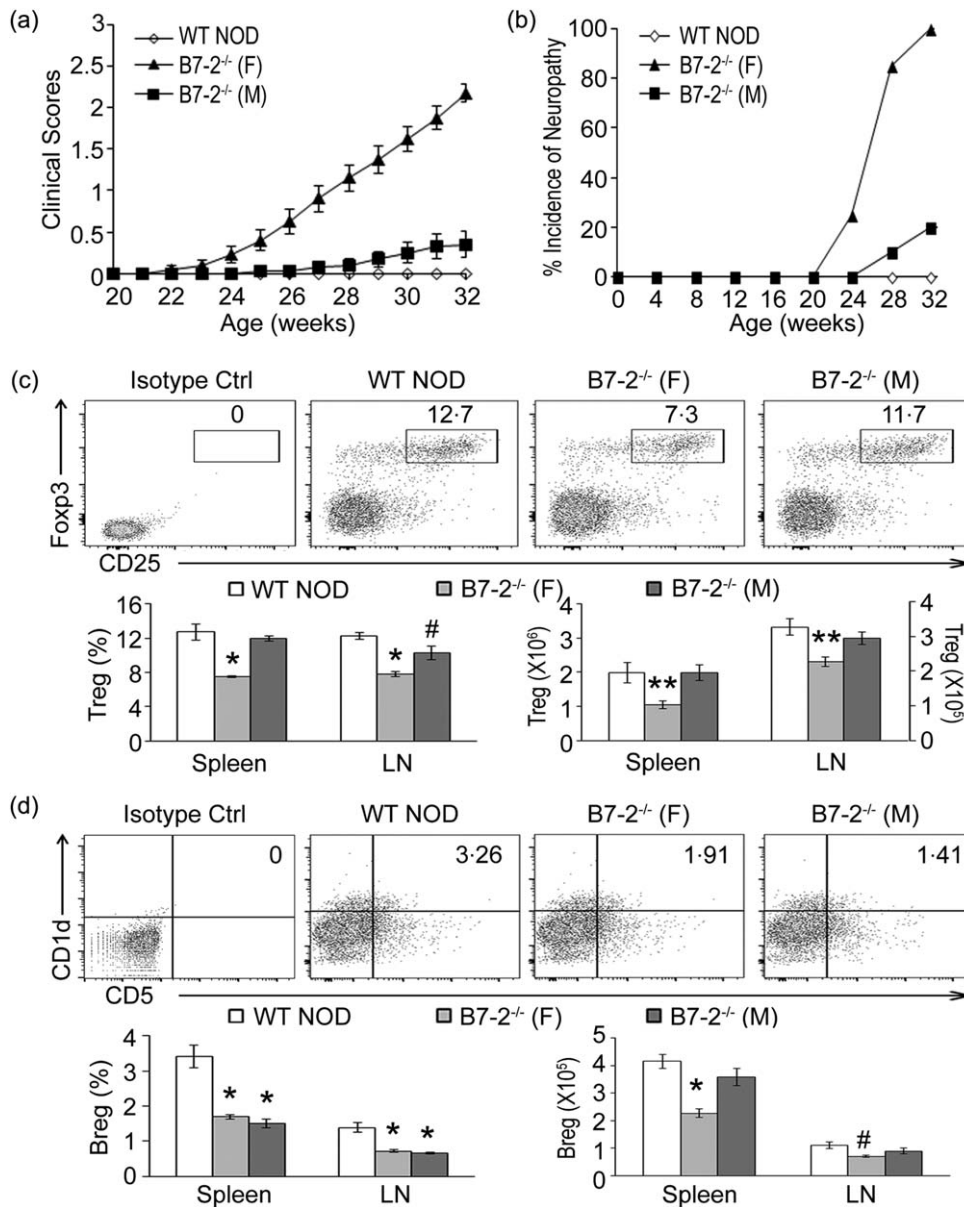 (a)
WT NOD
B7-2⁻/⁻ (F)
B7-2⁻/⁻ (M)
Clinical Scores
3
2.5
2
1.5
1
0.5
0
20 22 24 26 28 30 32
Age (weeks)
(b)
WT NOD
B7-2⁻/⁻ (F)
B7-2⁻/⁻ (M)
% Incidence of Neuropathy
100
80
60
40
20
0
0 4 8 12 16 20 24 28 32
Age (weeks)
(c)
Isotype Ctrl WT NOD B7-2⁻/⁻ (F) B7-2⁻/⁻ (M)
0 12·7 7·3 11·7
Foxp3
CD25
WT NOD B7-2⁻/⁻ (F) B7-2⁻/⁻ (M)
Treg (%)
16
12
8
4
0
* * #
Spleen LN
Treg (X10⁶)
4
3
2
1
0
** **
Spleen LN
4
3
2
1
0
Treg (X10⁵)
(d)
Isotype Ctrl WT NOD B7-2⁻/⁻ (F) B7-2⁻/⁻ (M)
0 3·26 1·91 1·41
CD1d
CD5
WT NOD B7-2⁻/⁻ (F) B7-2⁻/⁻ (M)
Breg (%)
4
3
2
1
0
* * * *
Spleen LN
Breg (X10⁵)
5
4
3
2
1
0
* #
Spleen LN